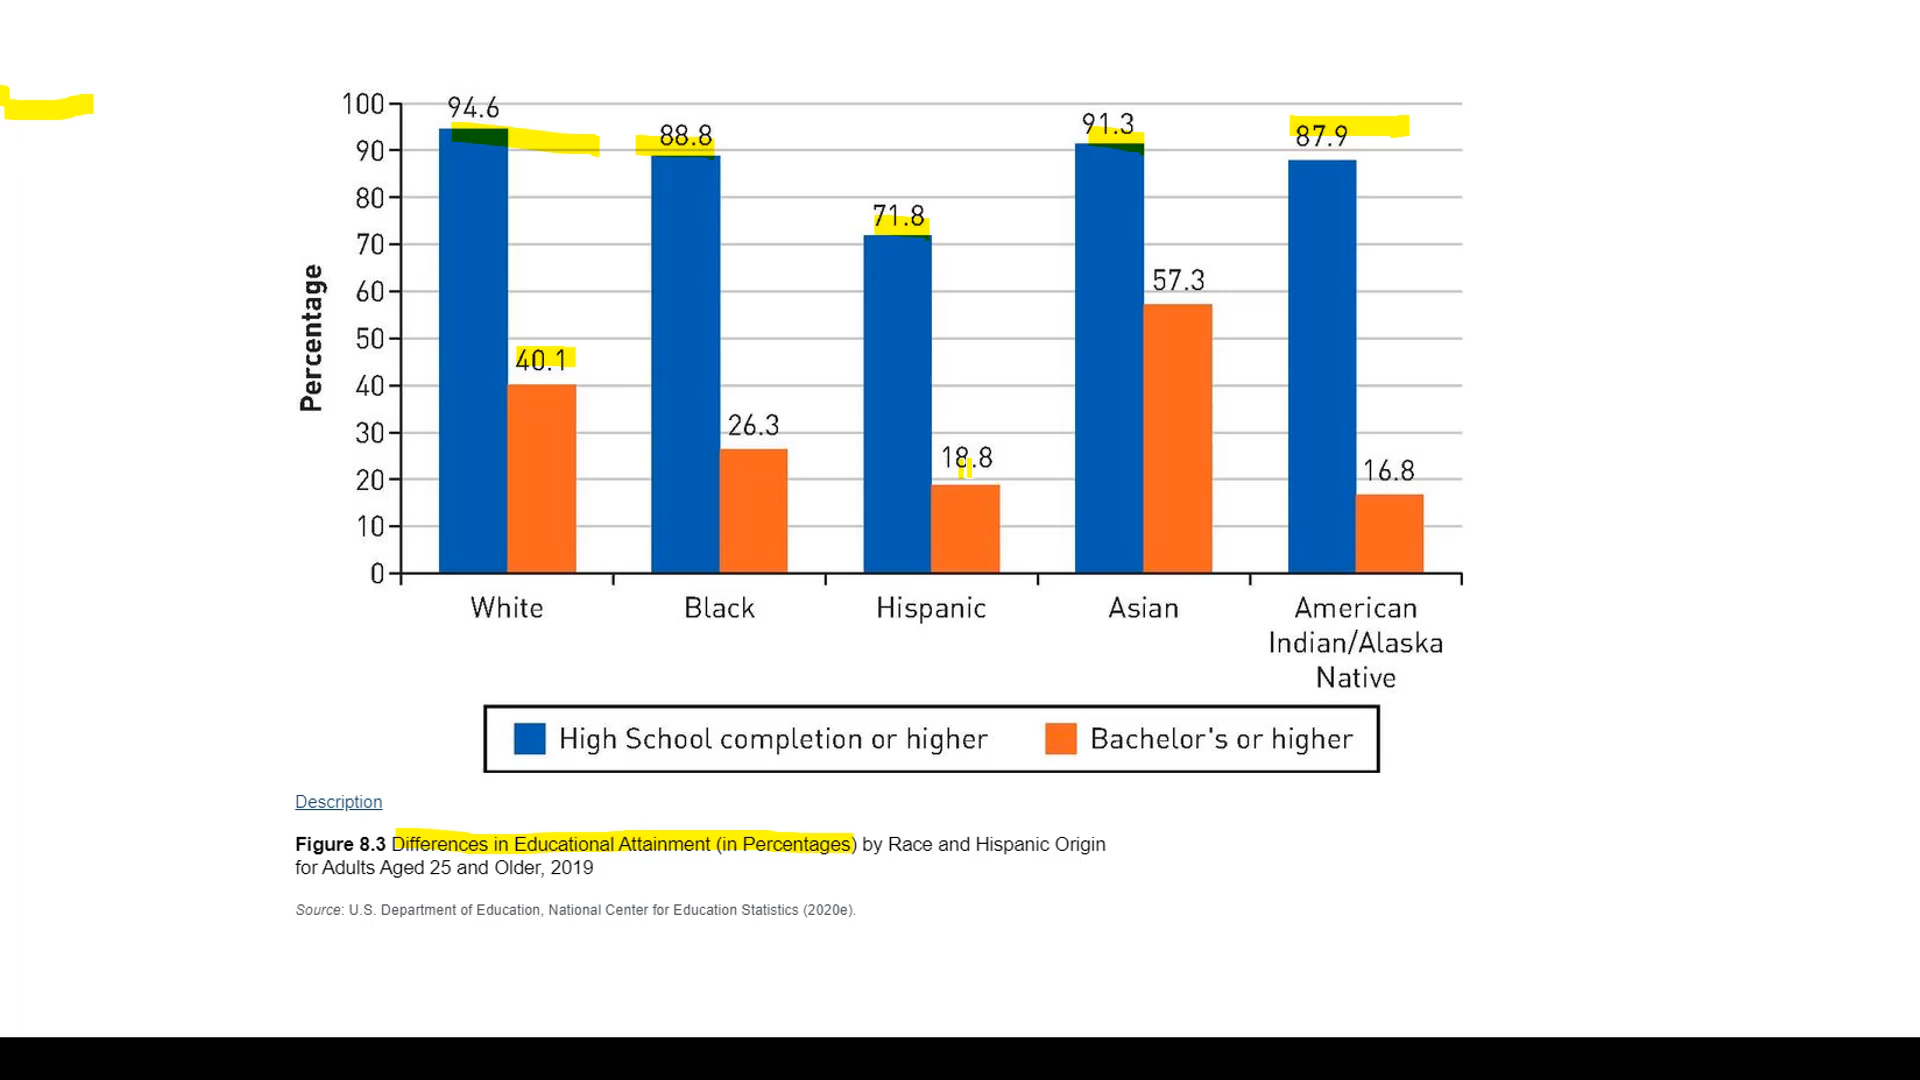 100
90
80
70
60
50
40
30
20
10
0
Percentage
94.6
40.1
88.8
26.3
71.8
18.8
91.3
57.3
87.9
16.8
White
Black
Hispanic
Asian
American
Indian/Alaska
Native
High School completion or higher
Bachelor's or higher
Description
Figure 8.3 Differences in Educational Attainment (in Percentages) by Race and Hispanic Origin
for Adults Aged 25 and Older, 2019
Source: U.S. Department of Education, National Center for Education Statistics (2020e).